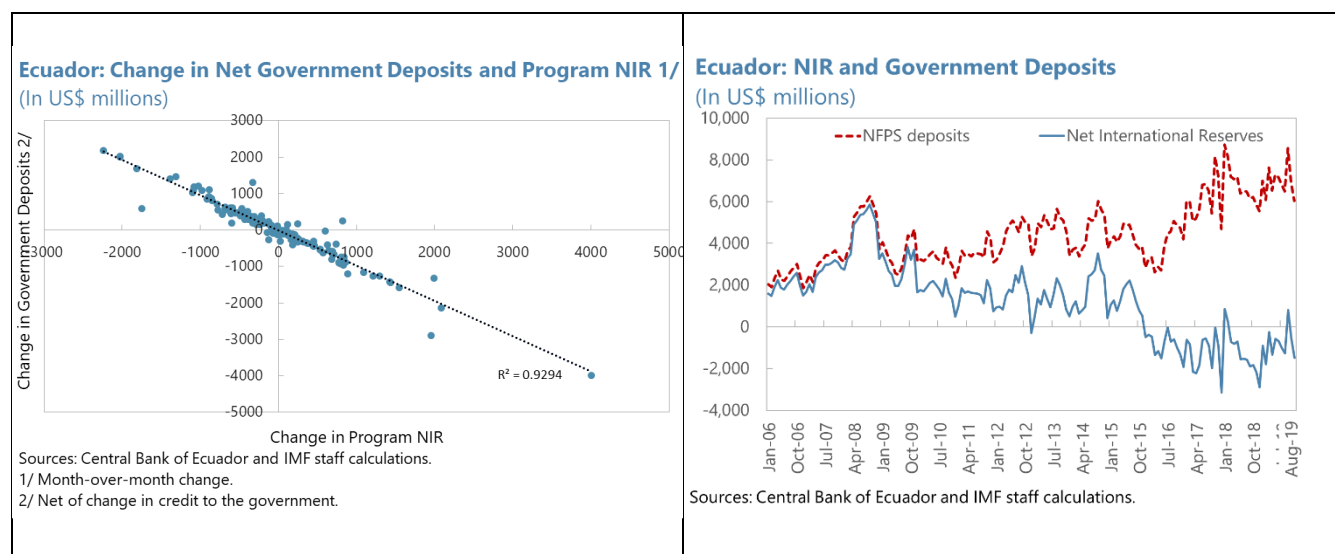 Ecuador: Change in Net Government Deposits and Program NIR 1/
(In US$ millions)
Change in Government Deposits 2/
3000
2000
1000
0
-1000
-2000
-3000
-4000
-5000
-3000
-2000
-1000
0
1000
2000
3000
4000
5000
R² = 0.9294
Change in Program NIR
Sources: Central Bank of Ecuador and IMF staff calculations.
1/ Month-over-month change.
2/ Net of change in credit to the government.
Ecuador: NIR and Government Deposits
(In US$ millions)
NFPS deposits
Net International Reserves
10,000
8,000
6,000
4,000
2,000
0
-2,000
-4,000
Jan-06
Oct-06
Jul-07
Apr-08
Jan-09
Oct-09
Jul-10
Apr-11
Jan-12
Oct-12
Jul-13
Apr-14
Jan-15
Oct-15
Jul-16
Apr-17
Jan-18
Oct-18
Aug-19
Sources: Central Bank of Ecuador and IMF staff calculations.